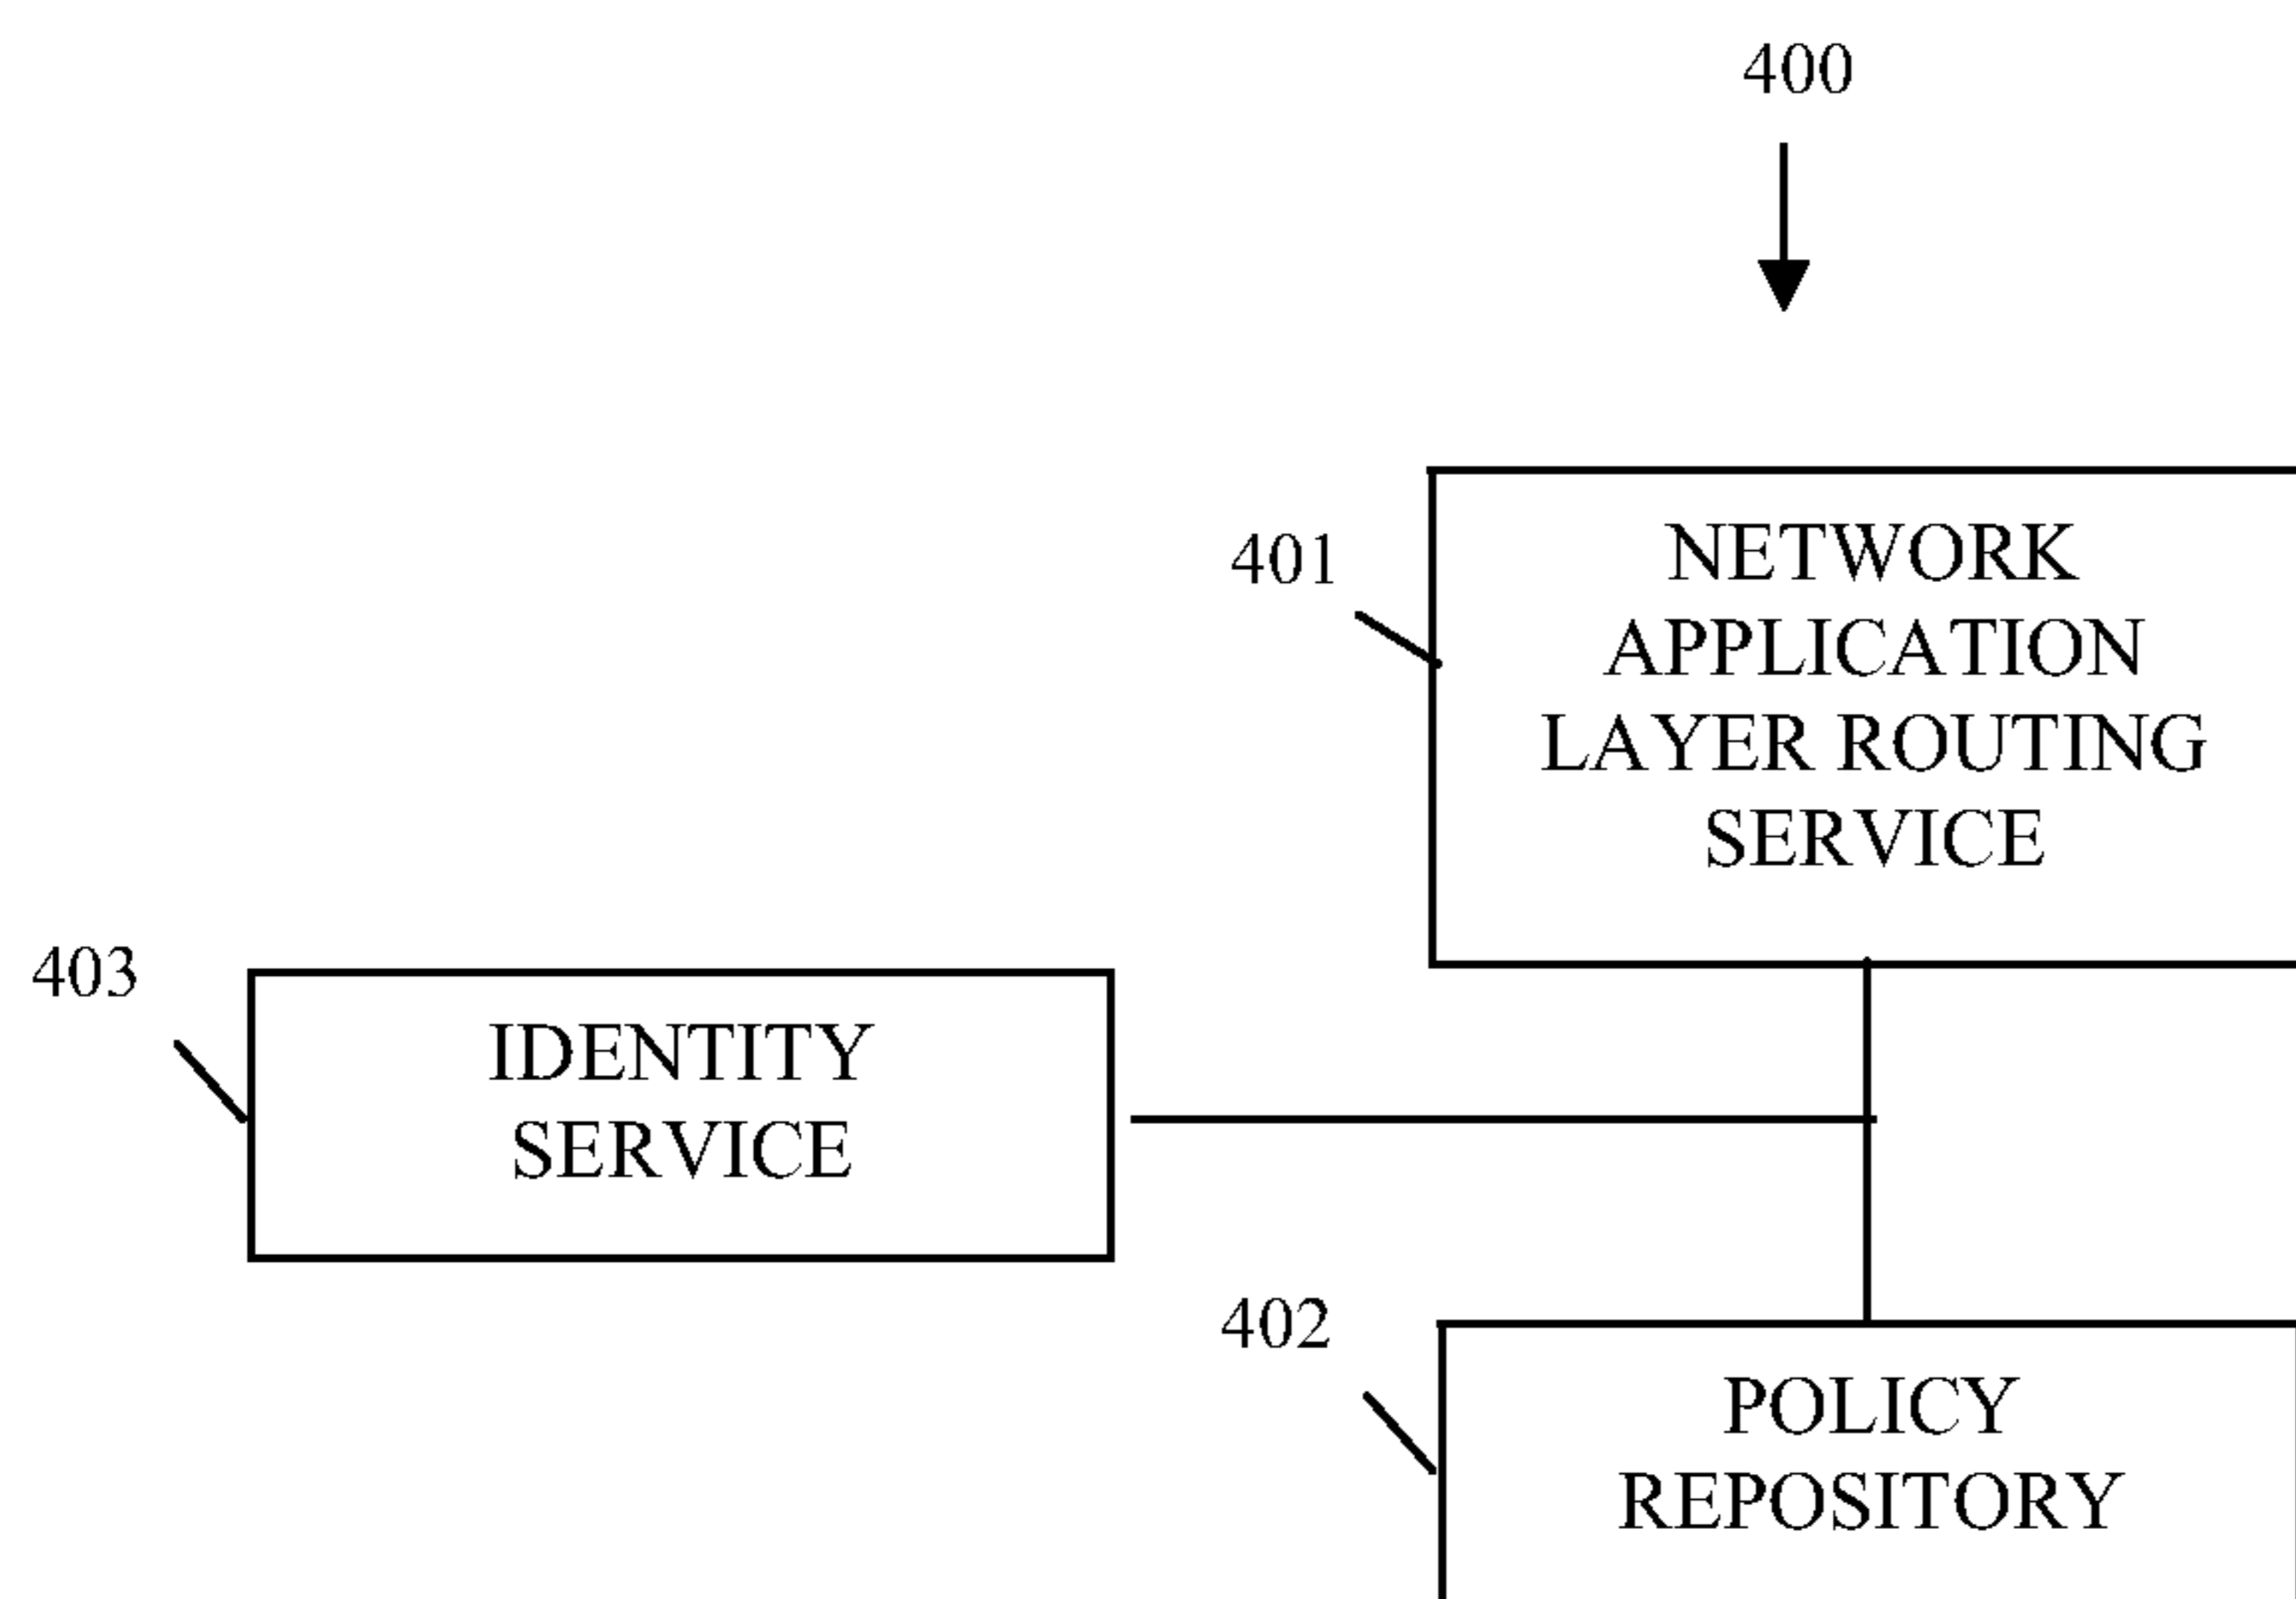 400
401
NETWORK
APPLICATION
LAYER ROUTING
SERVICE
403
IDENTITY
SERVICE
402
POLICY
REPOSITORY